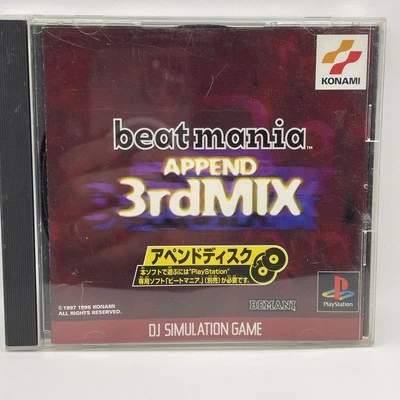 KONAMI
beatmania™
APPEND
3rdMIX
アペンドディスク
本ソフトで遊ぶには"PlayStation"
専用ソフト「ビートマニア」(別売)が必要です。
©1997 1998 KONAMI
ALL RIGHTS RESERVED.
BEMANI
PlayStation
DJ SIMULATION GAME